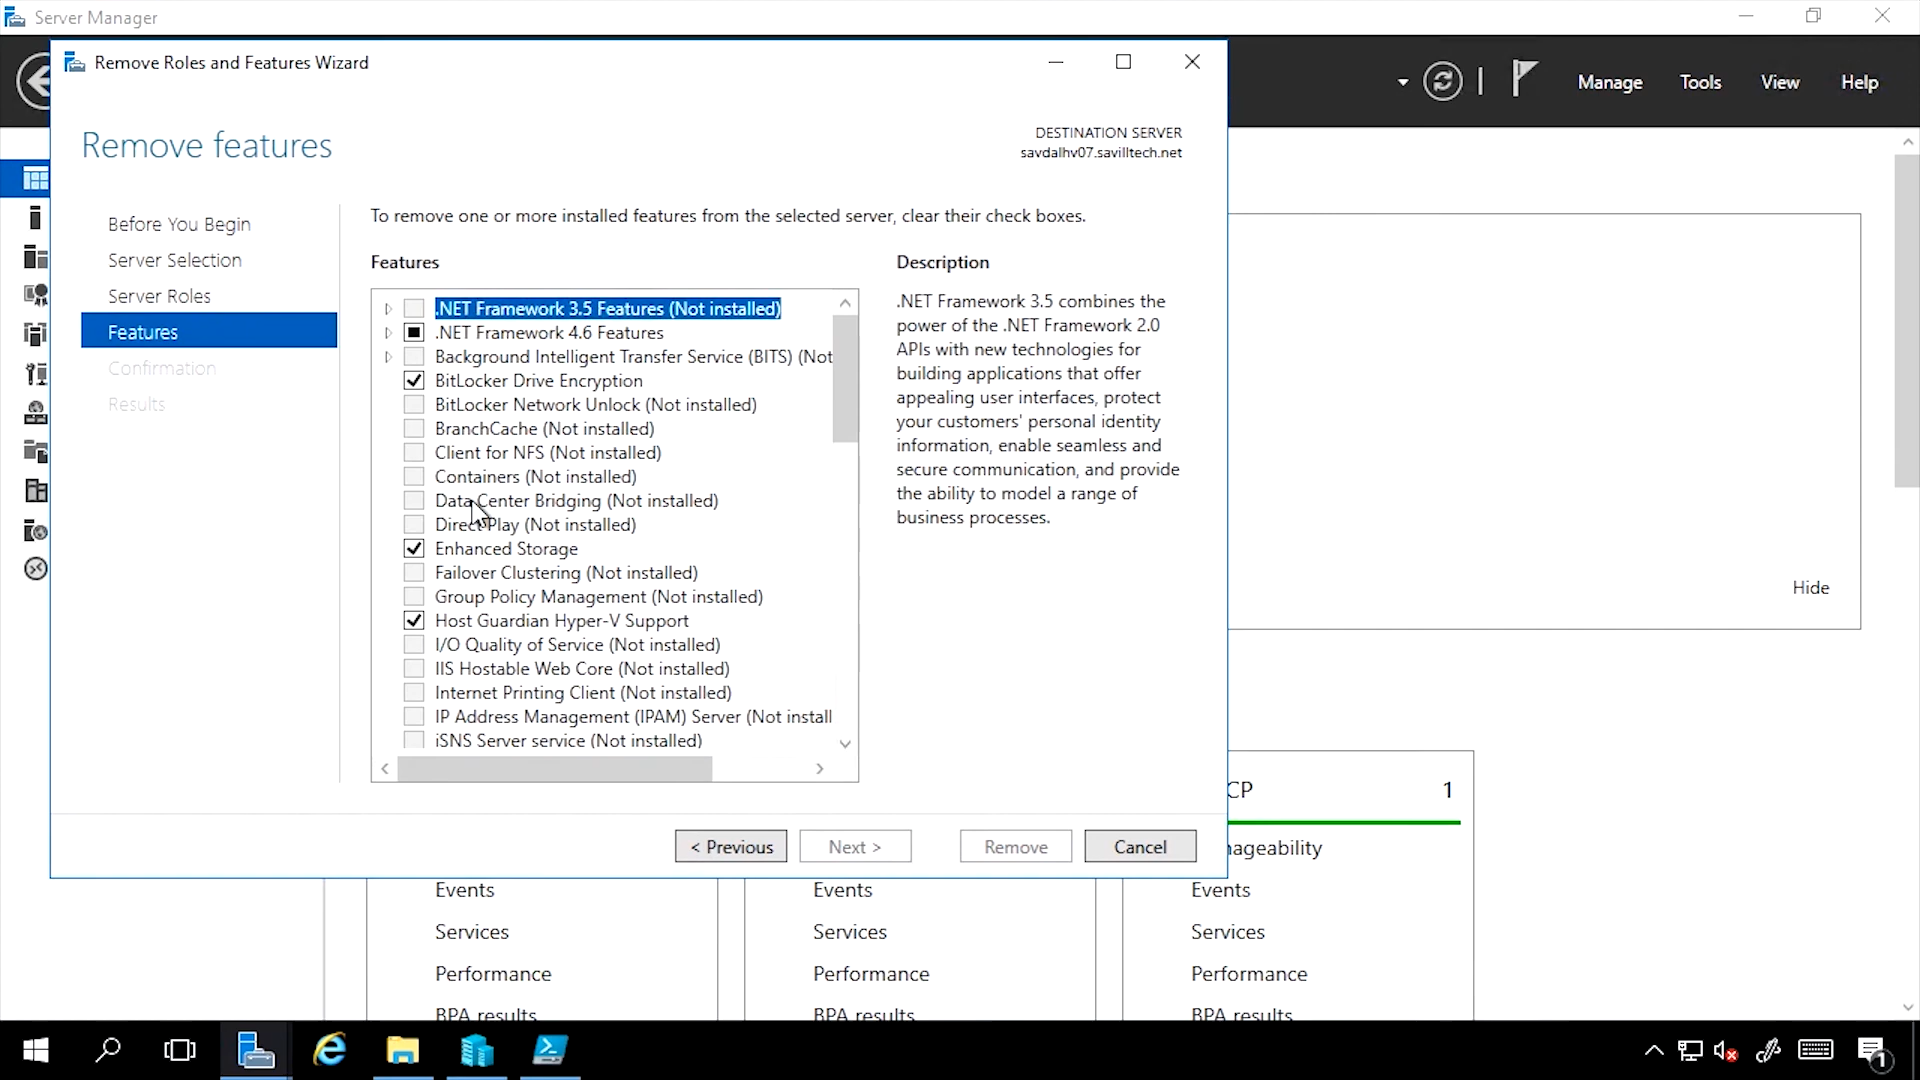 Server Manager
Remove Roles and Features Wizard
Manage
Tools
View
Help
Remove features
DESTINATION SERVER
savdalhv07.savilltech.net
Before You Begin
Server Selection
Server Roles
Features
Confirmation
Results
To remove one or more installed features from the selected server, clear their check boxes.
Features
.NET Framework 3.5 Features (Not installed)
.NET Framework 4.6 Features
Background Intelligent Transfer Service (BITS) (Not
BitLocker Drive Encryption
BitLocker Network Unlock (Not installed)
BranchCache (Not installed)
Client for NFS (Not installed)
Containers (Not installed)
Data Center Bridging (Not installed)
Direct Play (Not installed)
Enhanced Storage
Failover Clustering (Not installed)
Group Policy Management (Not installed)
Host Guardian Hyper-V Support
I/O Quality of Service (Not installed)
IIS Hostable Web Core (Not installed)
Internet Printing Client (Not installed)
IP Address Management (IPAM) Server (Not install
iSNS Server service (Not installed)
Description
.NET Framework 3.5 combines the
power of the .NET Framework 2.0
APIs with new technologies for
building applications that offer
appealing user interfaces, protect
your customers' personal identity
information, enable seamless and
secure communication, and provide
the ability to model a range of
business processes.
Hide
< Previous
Next >
Remove
Cancel
CP 1
nageability
Events
Services
Performance
BPA results
Events
Services
Performance
BPA results
Events
Services
Performance
BPA results
1